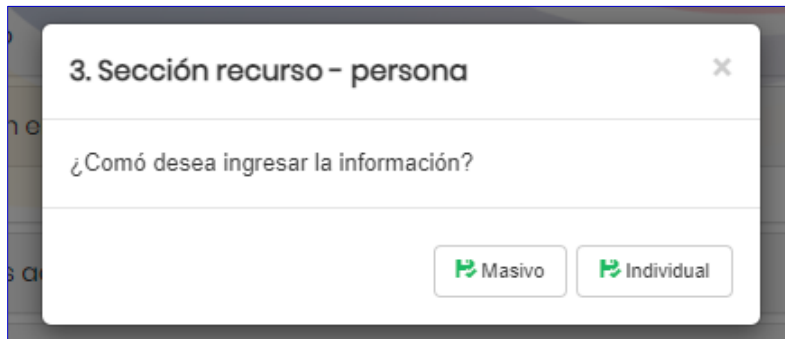 3. Sección recurso - persona
×
¿Comó desea ingresar la información?
Masivo
Individual